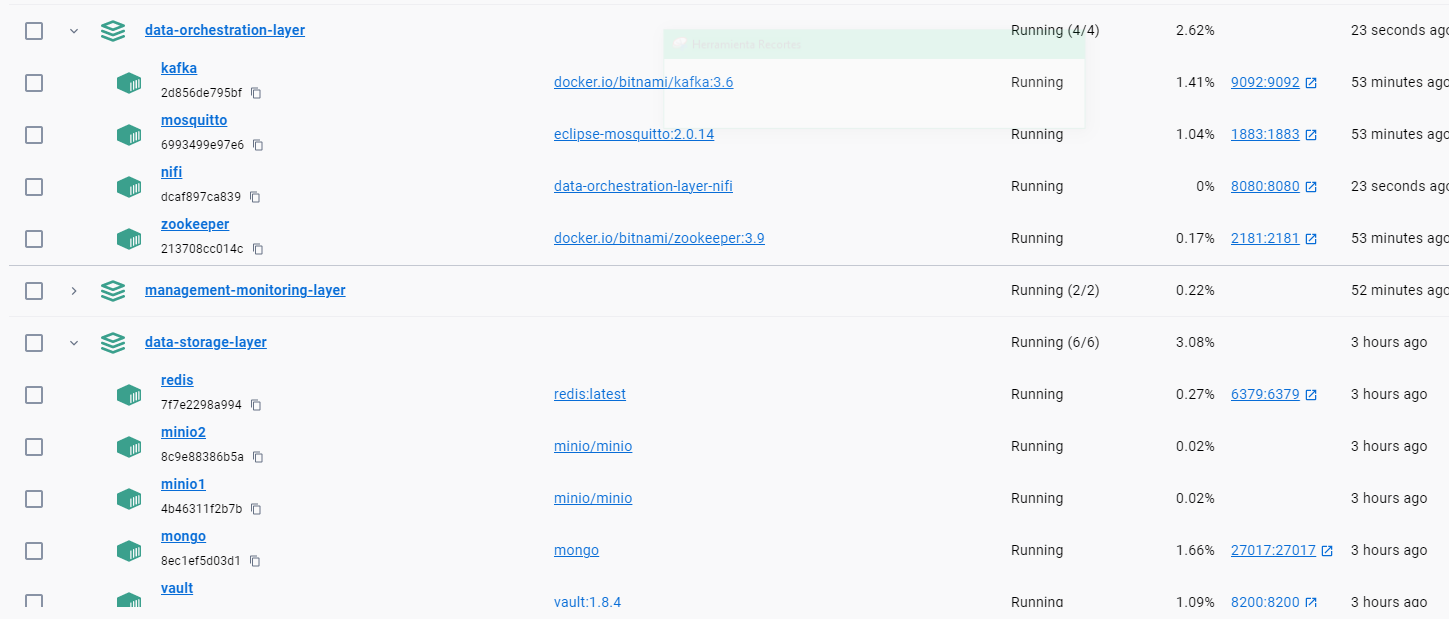 data-orchestration-layer Running (4/4) 2.62% 23 seconds ago
Herramienta Recortes
kafka
docker.io/bitnami/kafka:3.6 Running 1.41% 9092:9092 53 minutes ago
2d856de795bf
mosquitto
eclipse-mosquitto:2.0.14 Running 1.04% 1883:1883 53 minutes ago
6993499e97e6
nifi
data-orchestration-layer-nifi Running 0% 8080:8080 23 seconds ago
dcaf897ca839
zookeeper
docker.io/bitnami/zookeeper:3.9 Running 0.17% 2181:2181 53 minutes ago
213708cc014c
management-monitoring-layer Running (2/2) 0.22% 52 minutes ago
data-storage-layer Running (6/6) 3.08% 3 hours ago
redis
redis:latest Running 0.27% 6379:6379 3 hours ago
7f7e2298a994
minio2
minio/minio Running 0.02% 3 hours ago
8c9e88386b5a
minio1
minio/minio Running 0.02% 3 hours ago
4b46311f2b7b
mongo
mongo Running 1.66% 27017:27017 3 hours ago
8ec1ef5d03d1
vault
vault:1.8.4 Running 1.09% 8200:8200 3 hours ago